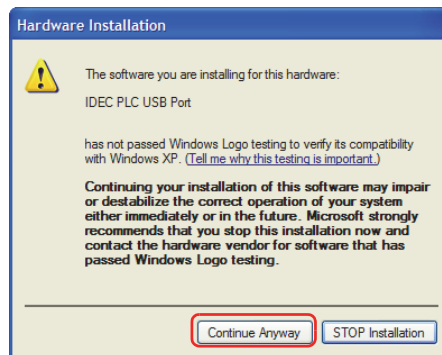 Hardware Installation
The software you are installing for this hardware:
IDEC PLC USB Port
has not passed Windows Logo testing to verify its compatibility
with Windows XP. (Tell me why this testing is important.)
Continuing your installation of this software may impair
or destabilize the correct operation of your system
either immediately or in the future. Microsoft strongly
recommends that you stop this installation now and
contact the hardware vendor for software that has
passed Windows Logo testing.
Continue Anyway
STOP Installation